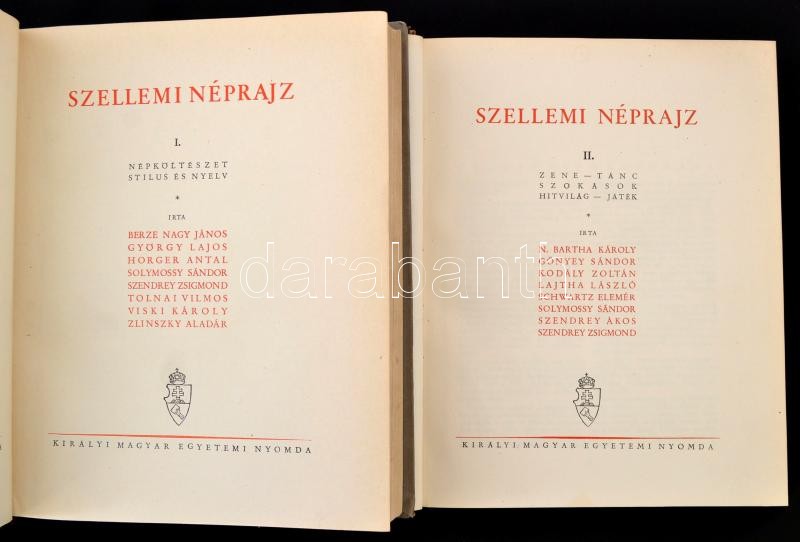 SZELLEMI NÉPRAJZ
I.
NÉPKÖLTÉSZET
STILUS ÉS NYELV
*
IRTA
BERZE NAGY JÁNOS
GYÖRGY LAJOS
HORGER ANTAL
SOLYMOSSY SÁNDOR
SZENDREY ZSIGMOND
TOLNAI VILMOS
VISKI KÁROLY
ZLINSZKY ALADÁR
KIRÁLYI MAGYAR EGYETEMI NYOMDA
SZELLEMI NÉPRAJZ
II.
ZENE — TÁNC
SZOKÁSOK
HITVILÁG — JÁTÉK
*
IRTA
N. BARTHA KÁROLY
GÖNYEY SÁNDOR
KODÁLY ZOLTÁN
LAJTHA LÁSZLÓ
SCHWARTZ ELEMÉR
SOLYMOSSY SÁNDOR
SZENDREY ÁKOS
SZENDREY ZSIGMOND
KIRÁLYI MAGYAR EGYETEMI NYOMDA
darabanth